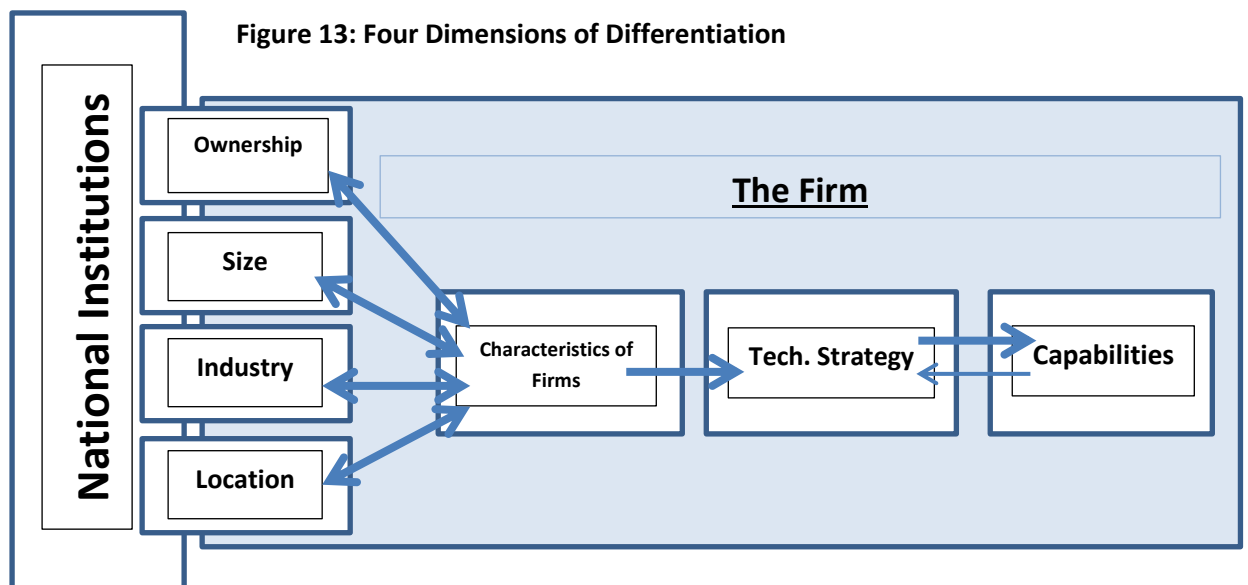 Figure 13: Four Dimensions of Differentiation
National Institutions
Ownership
The Firm
Size
Industry
Characteristics of
Firms
Tech. Strategy
Capabilities
Location